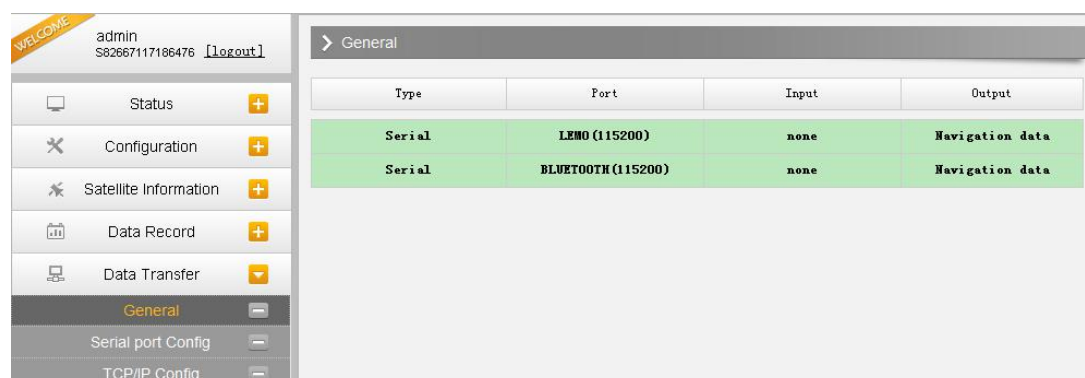 WELCOME
admin
S82667117186476 [logout]
Status
Configuration
Satellite Information
Data Record
Data Transfer
General
Serial port Config
TCP/IP Config
General
Type Port Input Output
Serial LEMO(115200) none Navigation data
Serial BLUETOOTH(115200) none Navigation data